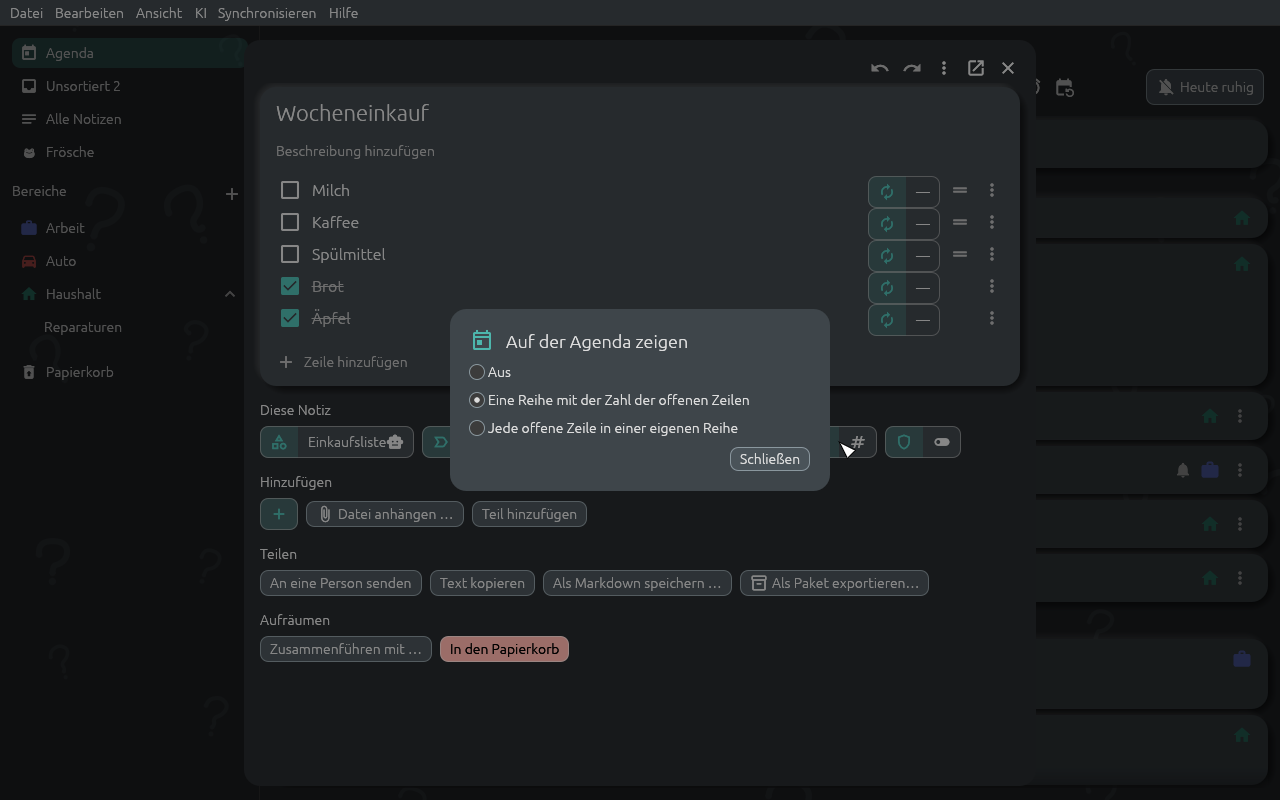 Datei Bearbeiten Ansicht KI Synchronisieren Hilfe
Agenda
Unsortiert 2
Alle Notizen
Frösche
Bereiche
Arbeit
Auto
Haushalt
Reparaturen
Papierkorb
Heute ruhig
Wocheneinkauf
Beschreibung hinzufügen
Milch
Kaffee
Spülmittel
Brot
Äpfel
Zeile hinzufügen
Auf der Agenda zeigen
Aus
Eine Reihe mit der Zahl der offenen Zeilen
Jede offene Zeile in einer eigenen Reihe
Schließen
Diese Notiz
Einkaufsliste
Hinzufügen
Datei anhängen …
Teil hinzufügen
Teilen
An eine Person senden
Text kopieren
Als Markdown speichern …
Als Paket exportieren…
Aufräumen
Zusammenführen mit …
In den Papierkorb